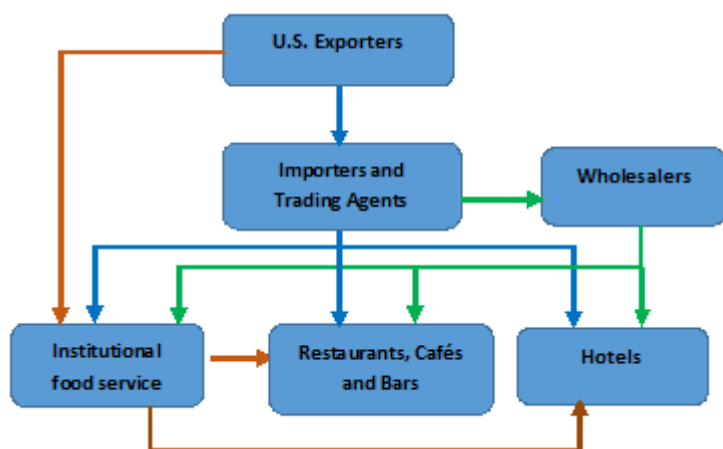 U.S. Exporters
Importers and
Trading Agents
Wholesalers
Institutional
food service
Restaurants, Cafés
and Bars
Hotels